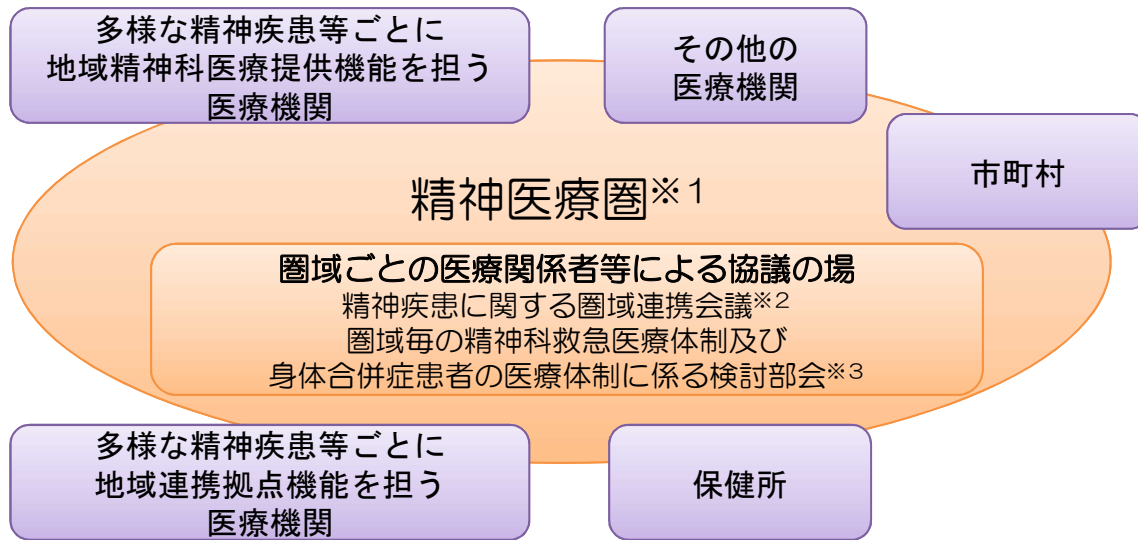 多様な精神疾患等ごとに
地域精神科医療提供機能を担う
医療機関
その他の
医療機関
市町村
精神医療圏※1
圏域ごとの医療関係者等による協議の場
精神疾患に関する圏域連携会議※2
圏域毎の精神科救急医療体制及び
身体合併症患者の医療体制に係る検討部会※3
多様な精神疾患等ごとに
地域連携拠点機能を担う
医療機関
保健所